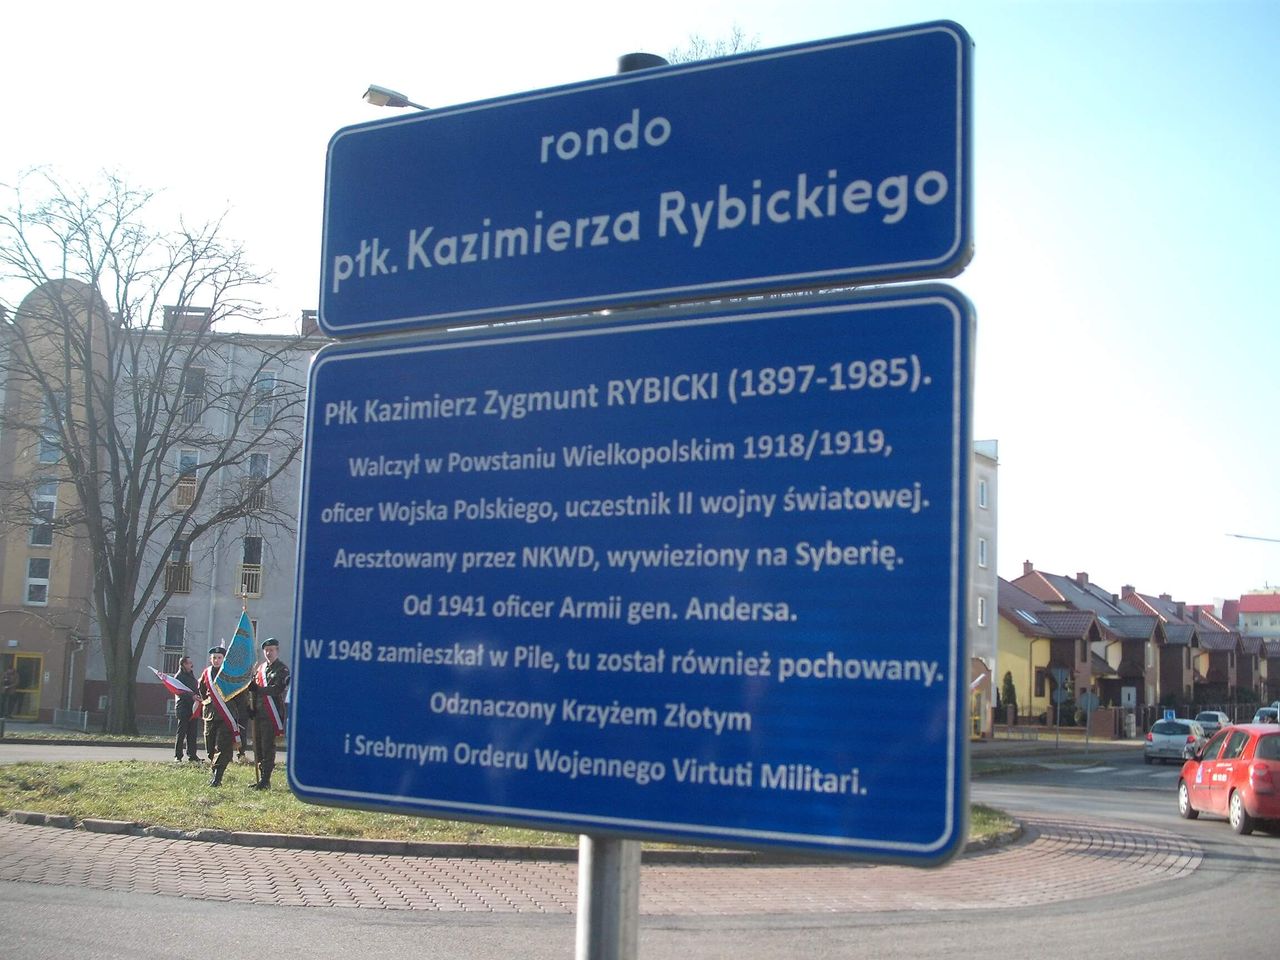 rondo
płk. Kazimierza Rybickiego
Płk Kazimierz Zygmunt RYBICKI (1897-1985).
Walczył w Powstaniu Wielkopolskim 1918/1919,
oficer Wojska Polskiego, uczestnik II wojny światowej.
Aresztowany przez NKWD, wywieziony na Syberię.
Od 1941 oficer Armii gen. Andersa.
W 1948 zamieszkał w Pile, tu został również pochowany.
Odznaczony Krzyżem Złotym
i Srebrnym Orderu Wojennego Virtuti Militari.